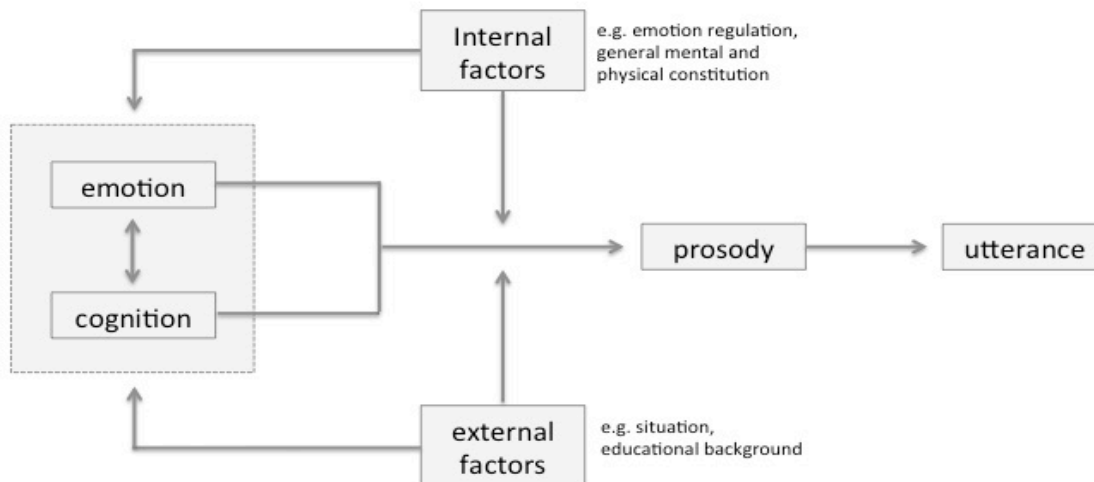 Internal
factors
e.g. emotion regulation,
general mental and
physical constitution
emotion
prosody
utterance
cognition
external
factors
e.g. situation,
educational background